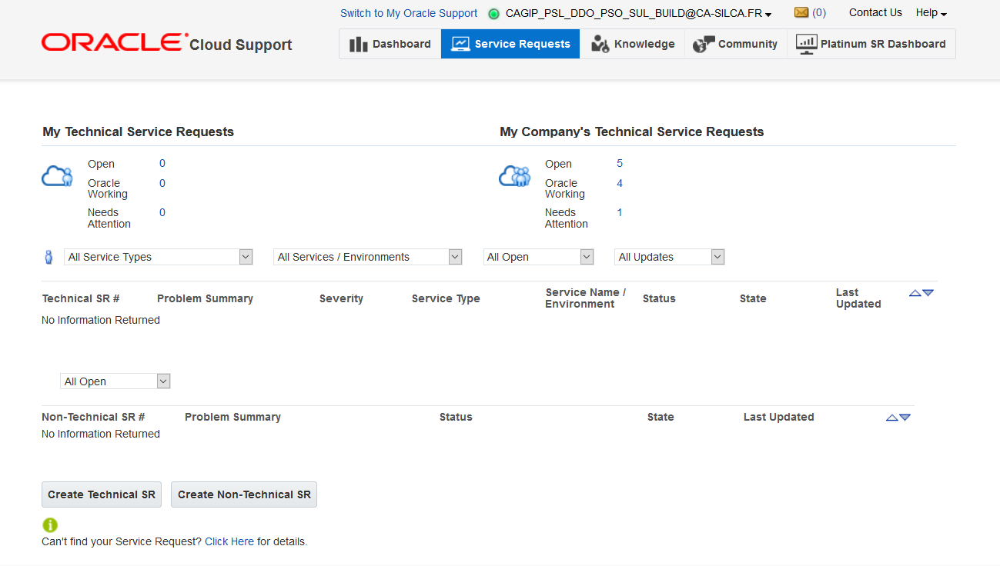 Switch to My Oracle Support CAGIP_PSL_DDO_PSO_SUL_BUILD@CA-SILCA.FR (0) Contact Us Help
ORACLE Cloud Support
Dashboard Service Requests Knowledge Community Platinum SR Dashboard
My Technical Service Requests My Company's Technical Service Requests
Open 0 Open 5
Oracle Working 0 Oracle Working 4
Needs Attention 0 Needs Attention 1
All Service Types All Services / Environments All Open All Updates
Technical SR # Problem Summary Severity Service Type Service Name / Environment Status State Last Updated
No Information Returned
All Open
Non-Technical SR # Problem Summary Status State Last Updated
No Information Returned
Create Technical SR Create Non-Technical SR
Can't find your Service Request? Click Here for details.